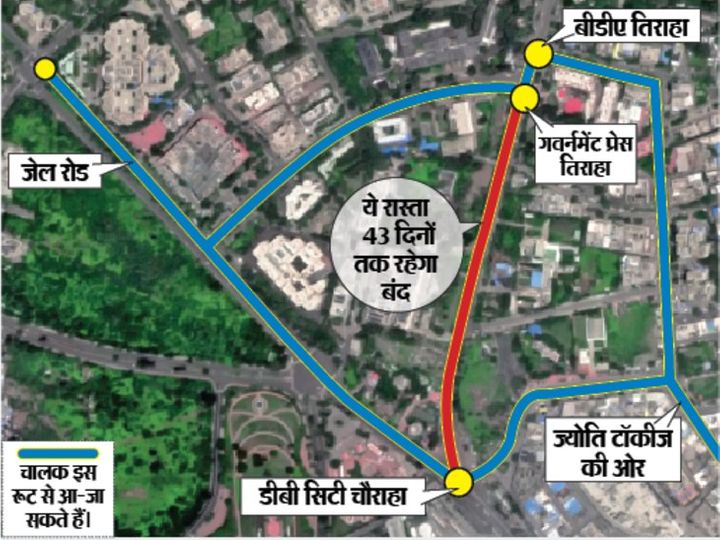 बीडीए तिराहा
गवर्नमेंट प्रेस
तिराहा
जेल रोड
ये रास्ता
43 दिनों
तक रहेगा
बंद
ज्योति टॉकीज
की ओर
चालक इस
रूट से आ-जा
सकते हैं।
डीबी सिटी चौराहा